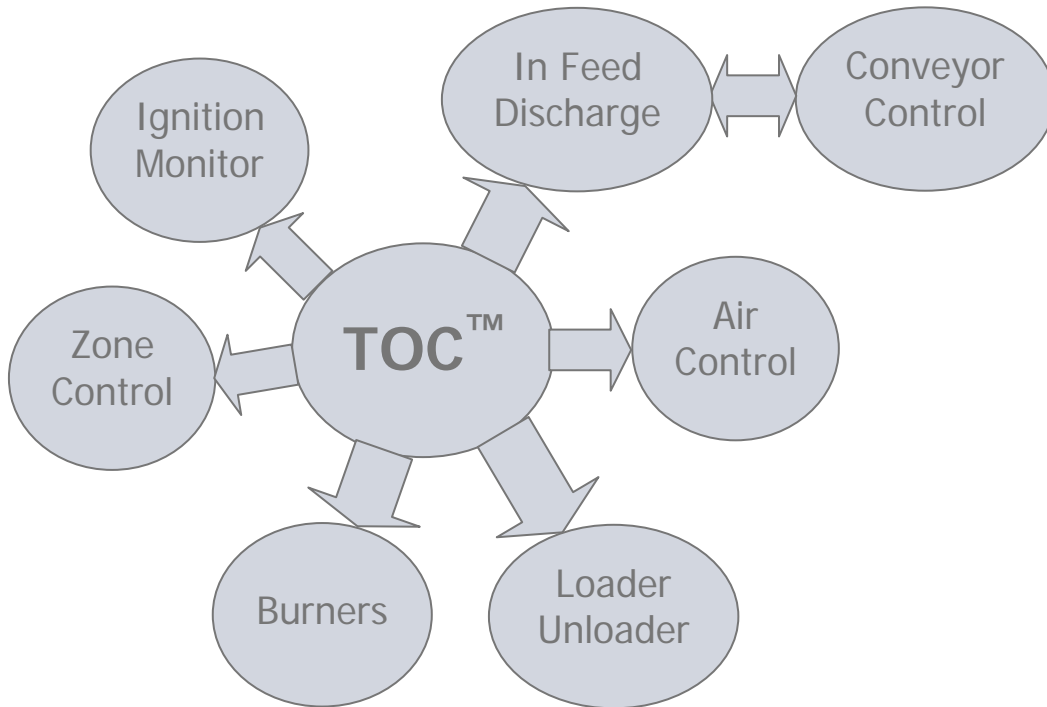 In Feed
Discharge
Conveyor
Control
Ignition
Monitor
TOC™
Air
Control
Zone
Control
Burners
Loader
Unloader